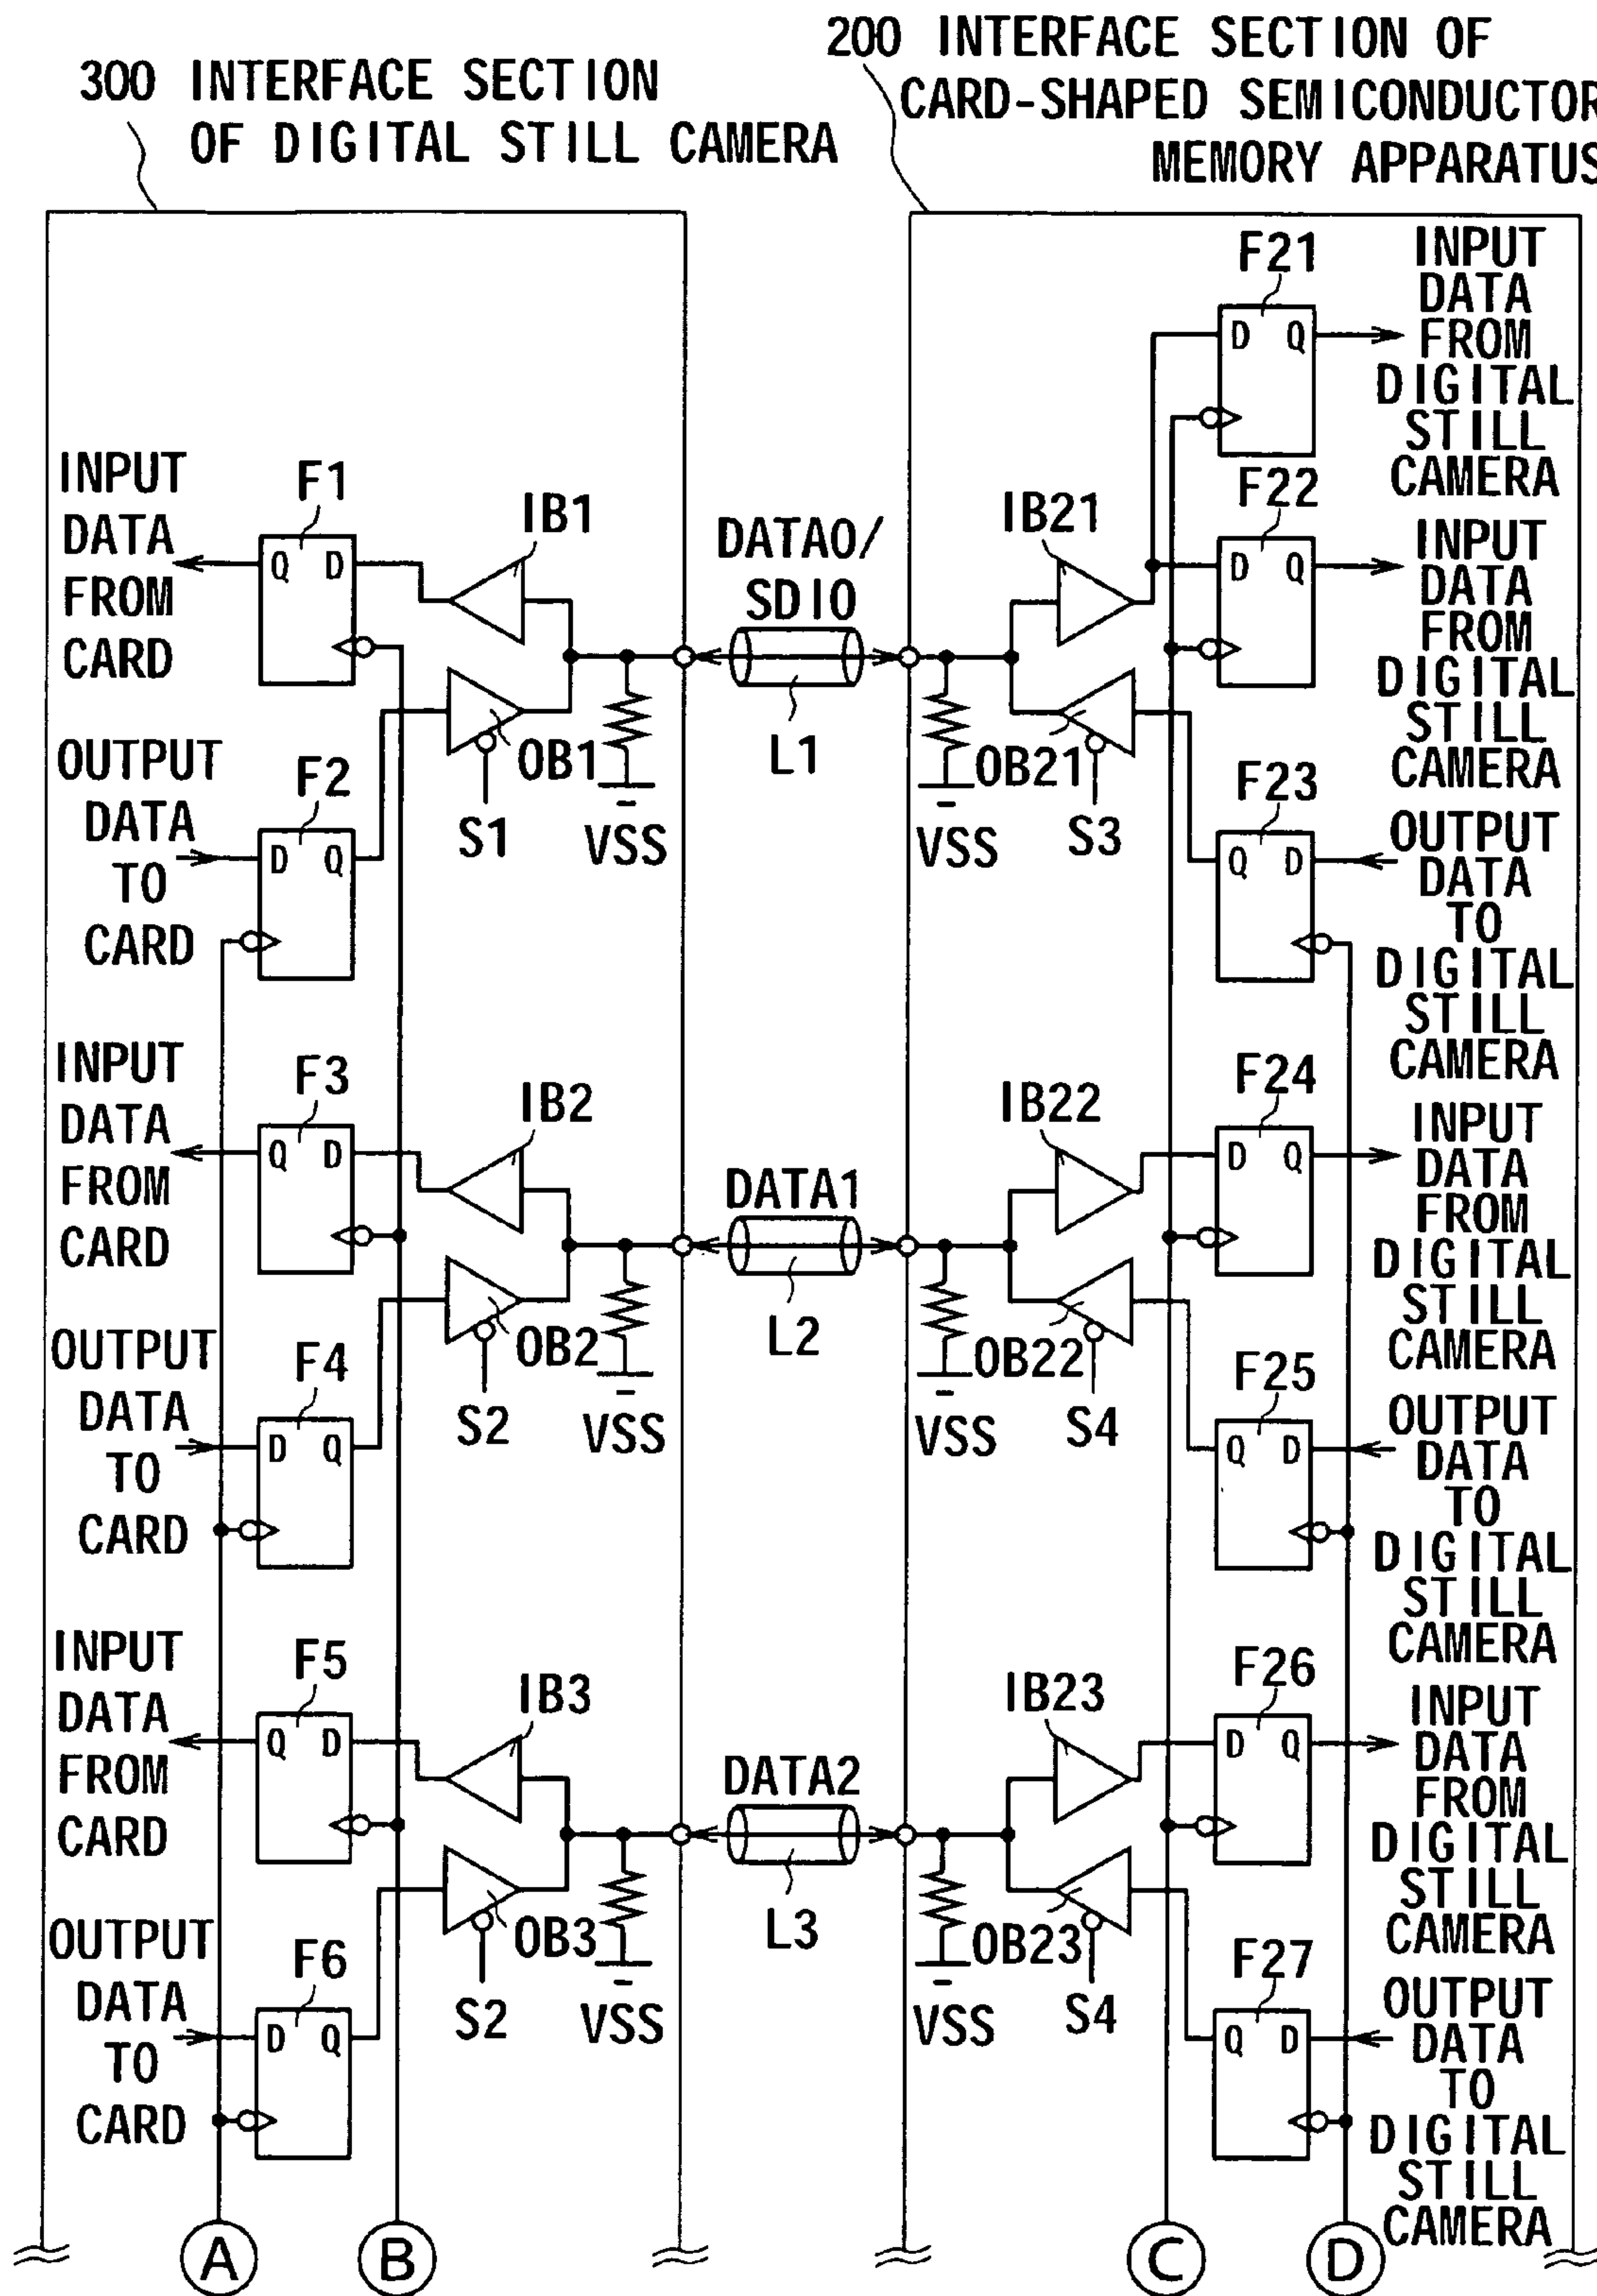 300 INTERFACE SECTION
OF DIGITAL STILL CAMERA
200 INTERFACE SECTION OF
CARD-SHAPED SEMICONDUCTOR
MEMORY APPARATUS
F21
D Q
INPUT
DATA
FROM
DIGITAL
STILL
CAMERA
INPUT
DATA
FROM
CARD
F1
Q D
IB1
DATA0/
SDIO
L1
IB21
F22
D Q
INPUT
DATA
FROM
DIGITAL
STILL
CAMERA
OUTPUT
DATA
TO
CARD
F2
D Q
OB1
S1
VSS
VSS
OB21
S3
F23
Q D
OUTPUT
DATA
TO
DIGITAL
STILL
CAMERA
INPUT
DATA
FROM
CARD
F3
Q D
IB2
DATA1
L2
IB22
F24
D Q
INPUT
DATA
FROM
DIGITAL
STILL
CAMERA
OUTPUT
DATA
TO
CARD
F4
D Q
OB2
S2
VSS
VSS
OB22
S4
F25
Q D
OUTPUT
DATA
TO
DIGITAL
STILL
CAMERA
INPUT
DATA
FROM
CARD
F5
Q D
IB3
DATA2
L3
IB23
F26
D Q
INPUT
DATA
FROM
DIGITAL
STILL
CAMERA
OUTPUT
DATA
TO
CARD
F6
D Q
OB3
S2
VSS
VSS
OB23
S4
F27
Q D
OUTPUT
DATA
TO
DIGITAL
STILL
CAMERA
A
B
C
D